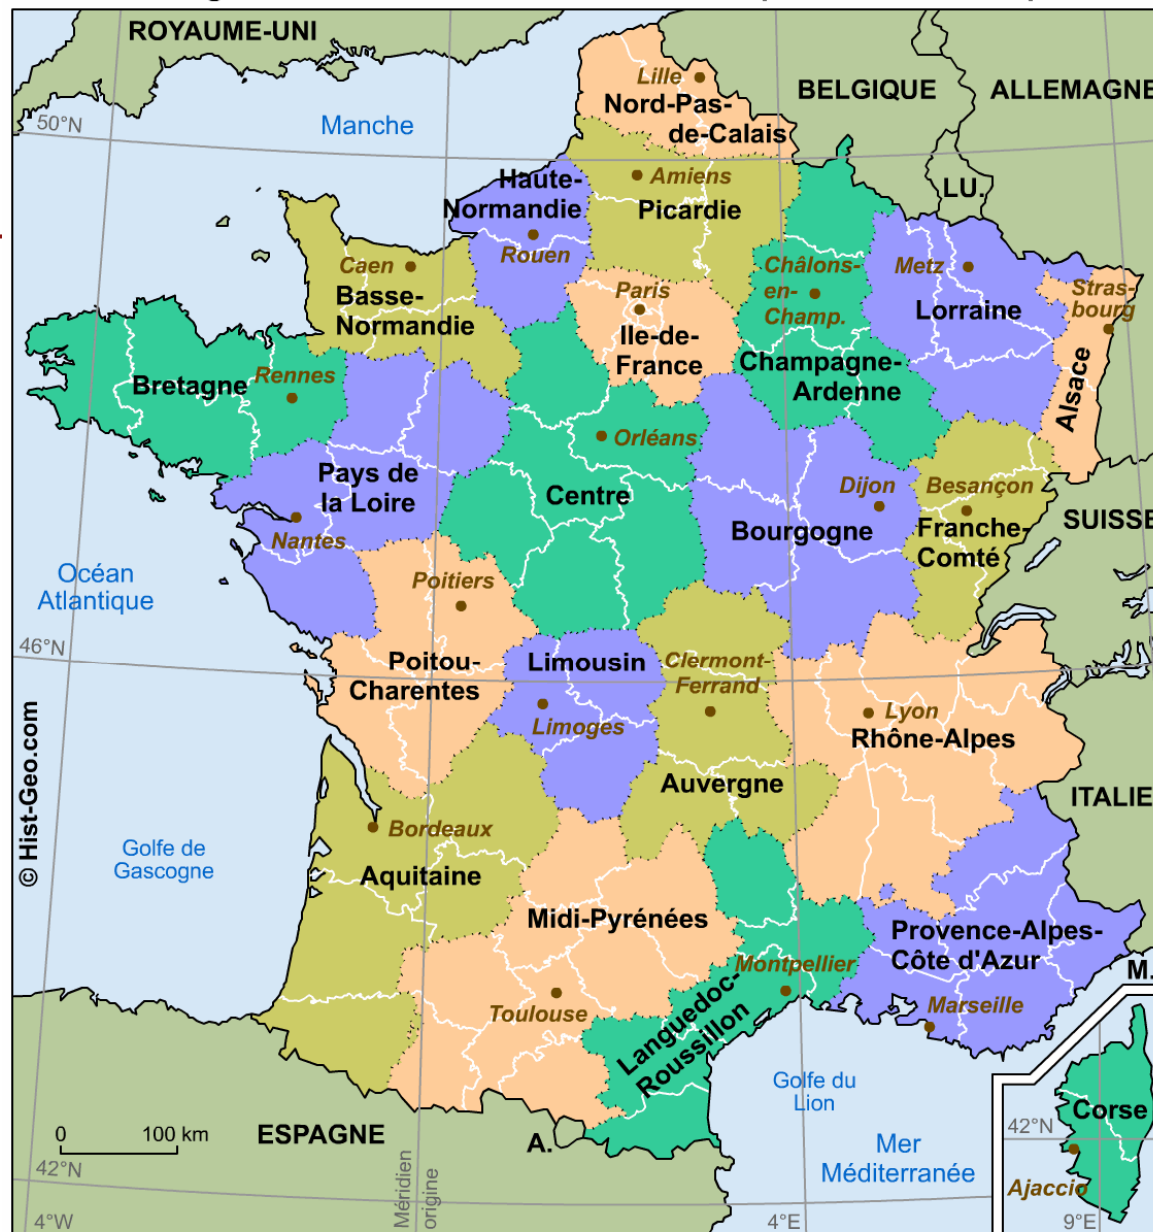 ROYAUME-UNI
Lille
BELGIQUE
ALLEMAGNE
Nord-Pas-
de-Calais
50°N
Manche
Haute-
Normandie
Amiens
Picardie
LU.
Rouen
Caen
Châlons-
en-
Champ.
Metz
Stras-
bourg
Paris
Basse-
Normandie
Ile-de-
France
Lorraine
Champagne-
Ardenne
Alsace
Bretagne
Rennes
Orléans
Pays de
la Loire
Centre
Dijon
Besançon
Bourgogne
Franche-
Comté
SUISSE
Nantes
Océan
Atlantique
Poitiers
46°N
Poitou-
Charentes
Limousin
Clermont-
Ferrand
Limoges
Lyon
Rhône-Alpes
© Hist-Geo.com
Auvergne
ITALIE
Bordeaux
Golfe de
Gascogne
Aquitaine
Midi-Pyrénées
Provence-Alpes-
Côte d'Azur
Montpellier
M.
Toulouse
Marseille
Languedoc-
Roussillon
Golfe du
Lion
Corse
0 100 km
ESPAGNE
A.
42°N
Mer
Méditerranée
42°N
Ajaccio
Méridien
origine
4°W
4°E
9°E